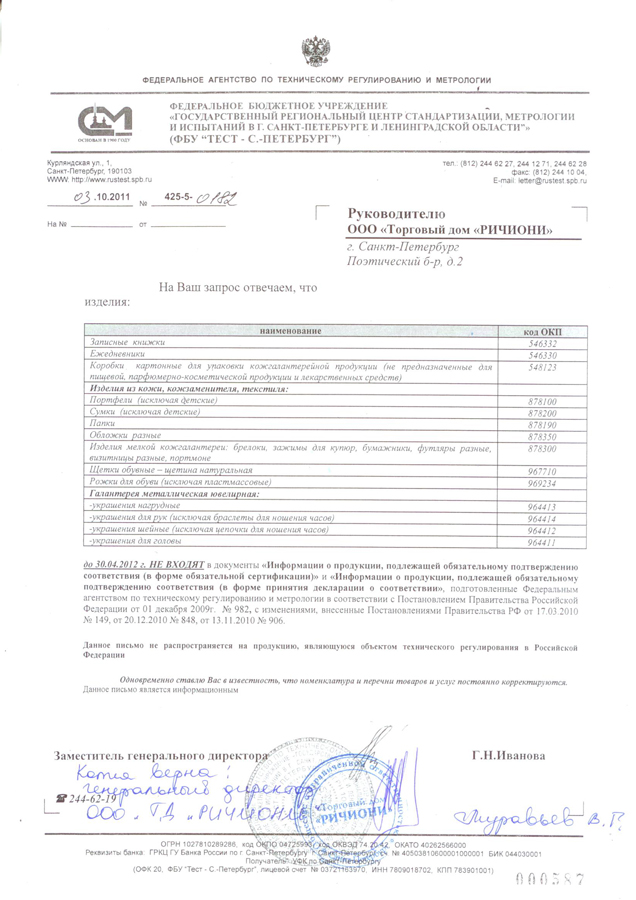 ФЕДЕРАЛЬНОЕ АГЕНТСТВО ПО ТЕХНИЧЕСКОМУ РЕГУЛИРОВАНИЮ И МЕТРОЛОГИИ
ФЕДЕРАЛЬНОЕ БЮДЖЕТНОЕ УЧРЕЖДЕНИЕ
«ГОСУДАРСТВЕННЫЙ РЕГИОНАЛЬНЫЙ ЦЕНТР СТАНДАРТИЗАЦИИ, МЕТРОЛОГИИ
И ИСПЫТАНИЙ В Г. САНКТ-ПЕТЕРБУРГЕ И ЛЕНИНГРАДСКОЙ ОБЛАСТИ"»
(ФБУ “ТЕСТ - С.-ПЕТЕРБУРГ”)
ОСНОВАН В 1900 ГОДУ
Курляндская ул., 1,
Санкт-Петербург, 190103
WWW: http://www.rustest.spb.ru
тел.: (812) 244 62 27, 244 12 71, 244 62 28
факс: (812) 244 10 04,
E-mail: letter@rustest.spb.ru
03.10.2011 № 425-5-0182
На № от
Руководителю
ООО «Торговый дом «РИЧИОНИ»
г. Санкт-Петербург
Поэтический б-р, д.2
На Ваш запрос отвечаем, что
изделия:
наименование код ОКП
Записные книжки 546332
Ежедневники 546330
Коробки картонные для упаковки кожгалантерейной продукции (не предназначенные для
пищевой, парфюмерно-косметической продукции и лекарственных средств) 548123
Изделия из кожи, кожзаменителя, текстиля:
Портфели (исключая детские) 878100
Сумки (исключая детские) 878200
Папки 878190
Обложки разные 878350
Изделия мелкой кожгалантереи: брелоки, зажимы для купюр, бумажники, футляры разные,
визитницы разные, портмоне 878300
Щетки обувные – щетина натуральная 967710
Рожки для обуви (исключая пластмассовые) 969234
Галантерея металлическая ювелирная:
-украшения нагрудные 964413
-украшения для рук (исключая браслеты для ношения часов) 964414
-украшения шейные (исключая цепочки для ношения часов) 964412
-украшения для головы 964411
до 30.04.2012 г. НЕ ВХОДЯТ в документы «Информации о продукции, подлежащей обязательному подтверждению
соответствия (в форме обязательной сертификации)» и «Информации о продукции, подлежащей обязательному
подтверждению соответствия (в форме принятия декларации о соответствии», подготовленные Федеральным
агентством по техническому регулированию и метрологии в соответствии с Постановлением Правительства Российской
Федерации от 01 декабря 2009г. № 982, с изменениями, внесенные Постановлениями Правительства РФ от 17.03.2010
№ 149, от 20.12.2010 № 848, от 13.11.2010 № 906.
Данное письмо не распространяется на продукцию, являющуюся объектом технического регулирования в Российской
Федерации
Одновременно ставлю Вас в известность, что номенклатура и перечни товаров и услуг постоянно корректируются.
Данное письмо является информационным
Заместитель генерального директора Г.Н.Иванова
Копия верна:
генеральный директор
☎ 244-62-19
ООО "ТД "РИЧИОНИ" Муравьев В.Г.
«Торговый дом
«РИЧИОНИ»
ОГРН 1027810289286, код ОКПО 04725993, код ОКВЭД 74.20.42, ОКАТО 40262566000
Реквизиты банка: ГРКЦ ГУ Банка России по г. Санкт-Петербургу г. Санкт-Петербург, сч № 40503810600001000001 БИК 044030001
Получатель: УФК по Санкт-Петербургу
(ОФК 20, ФБУ "Тест - С.-Петербург", лицевой счет № 03721163970, ИНН 7809018702, КПП 783901001)
000587